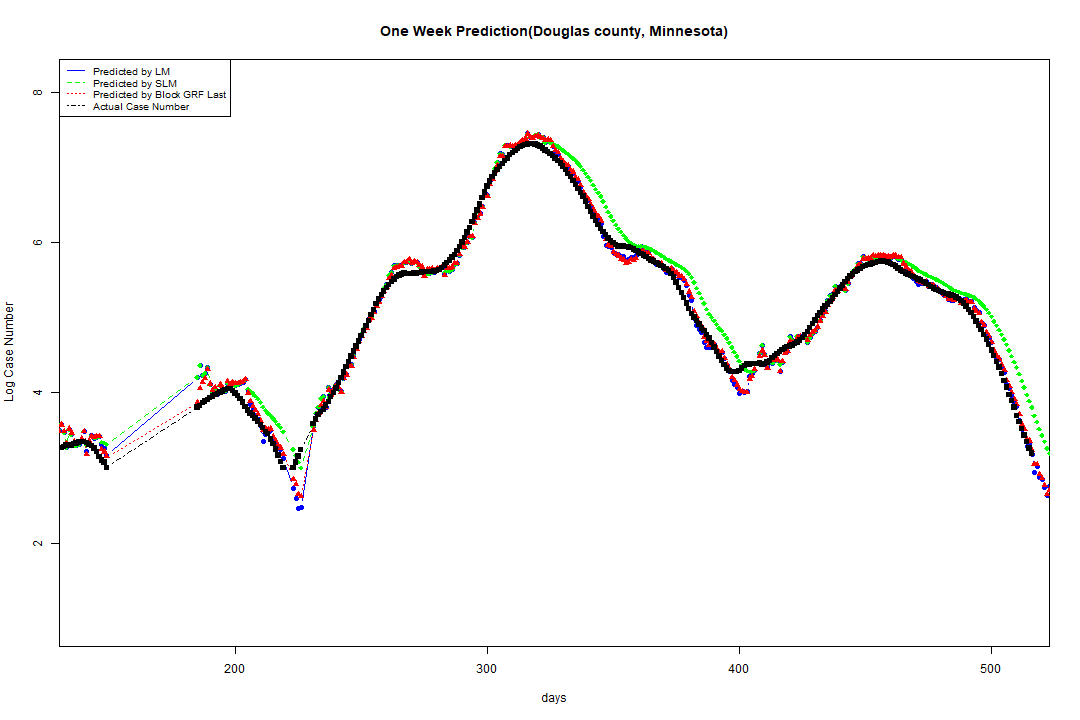 One Week Prediction(Douglas county, Minnesota)
Predicted by LM
Predicted by SLM
Predicted by Block GRF Last
Actual Case Number
8
6
4
2
Log Case Number
200 300 400 500
days